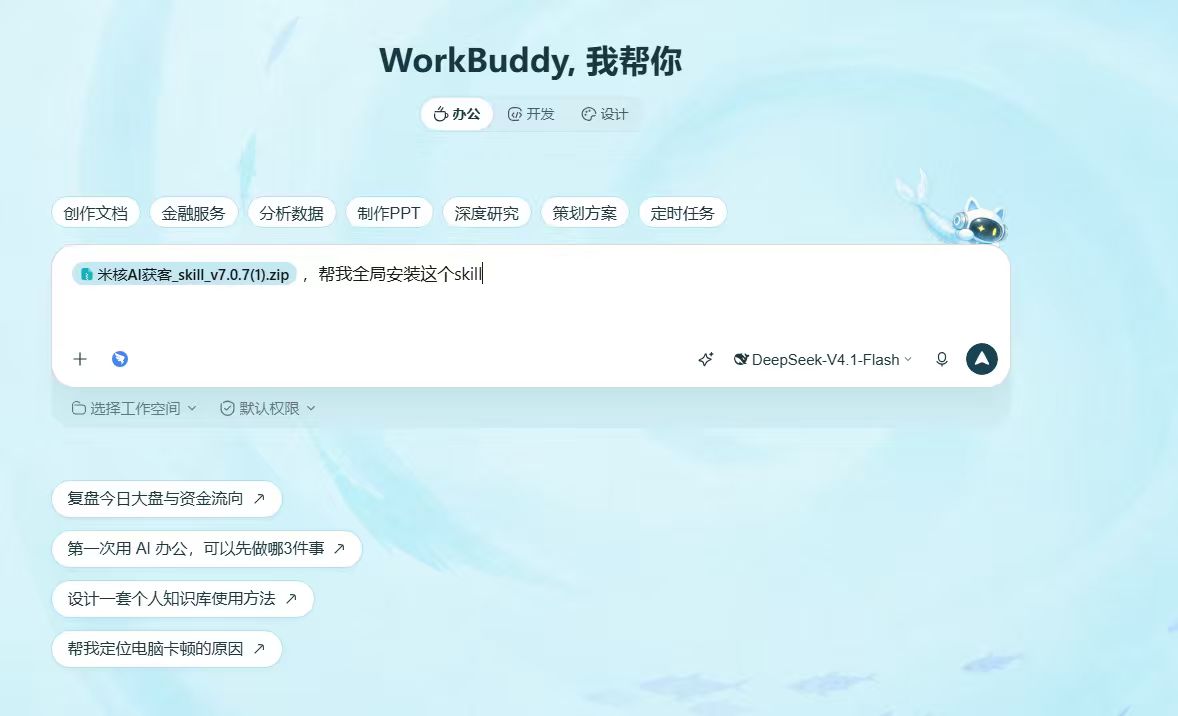 WorkBuddy, 我帮你
办公 开发 设计
创作文档 金融服务 分析数据 制作PPT 深度研究 策划方案 定时任务
米核AI获客_skill_v7.0.7(1).zip ，帮我全局安装这个skill
DeepSeek-V4.1-Flash
选择工作空间 默认权限
复盘今日大盘与资金流向
第一次用 AI 办公，可以先做哪3件事
设计一套个人知识库使用方法
帮我定位电脑卡顿的原因